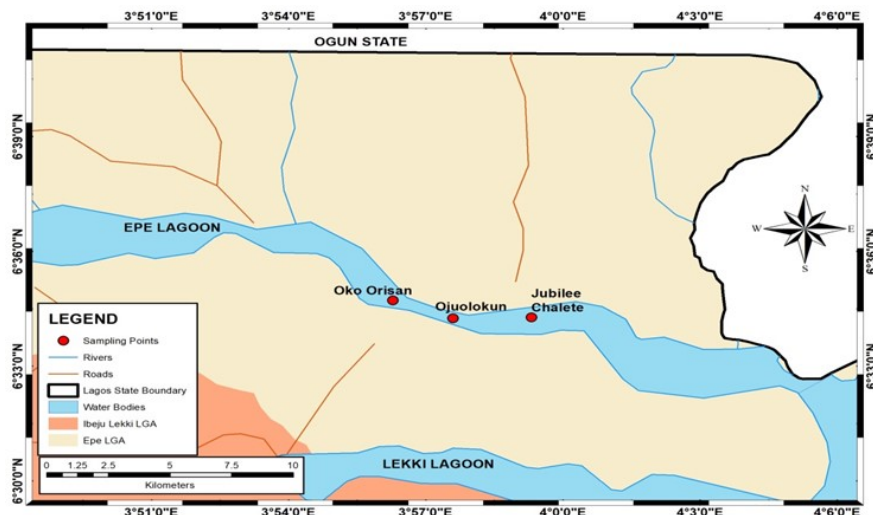 3°51'0"E 3°54'0"E 3°57'0"E 4°0'0"E 4°3'0"E 4°6'0"E
OGUN STATE
6°39'0"N 6°39'0"N
N
W E
S
EPE LAGOON
6°36'0"N 6°36'0"N
Oko Orisan
Ojuolokun
Jubilee
Chalete
LEGEND
Sampling Points
Rivers
Roads
Lagos State Boundary
Water Bodies
Ibeju Lekki LGA
Epe LGA
6°33'0"N 6°33'0"N
LEKKI LAGOON
0 1.25 2.5 5 7.5 10
Kilometers
6°30'0"N 6°30'0"N
3°51'0"E 3°54'0"E 3°57'0"E 4°0'0"E 4°3'0"E 4°6'0"E